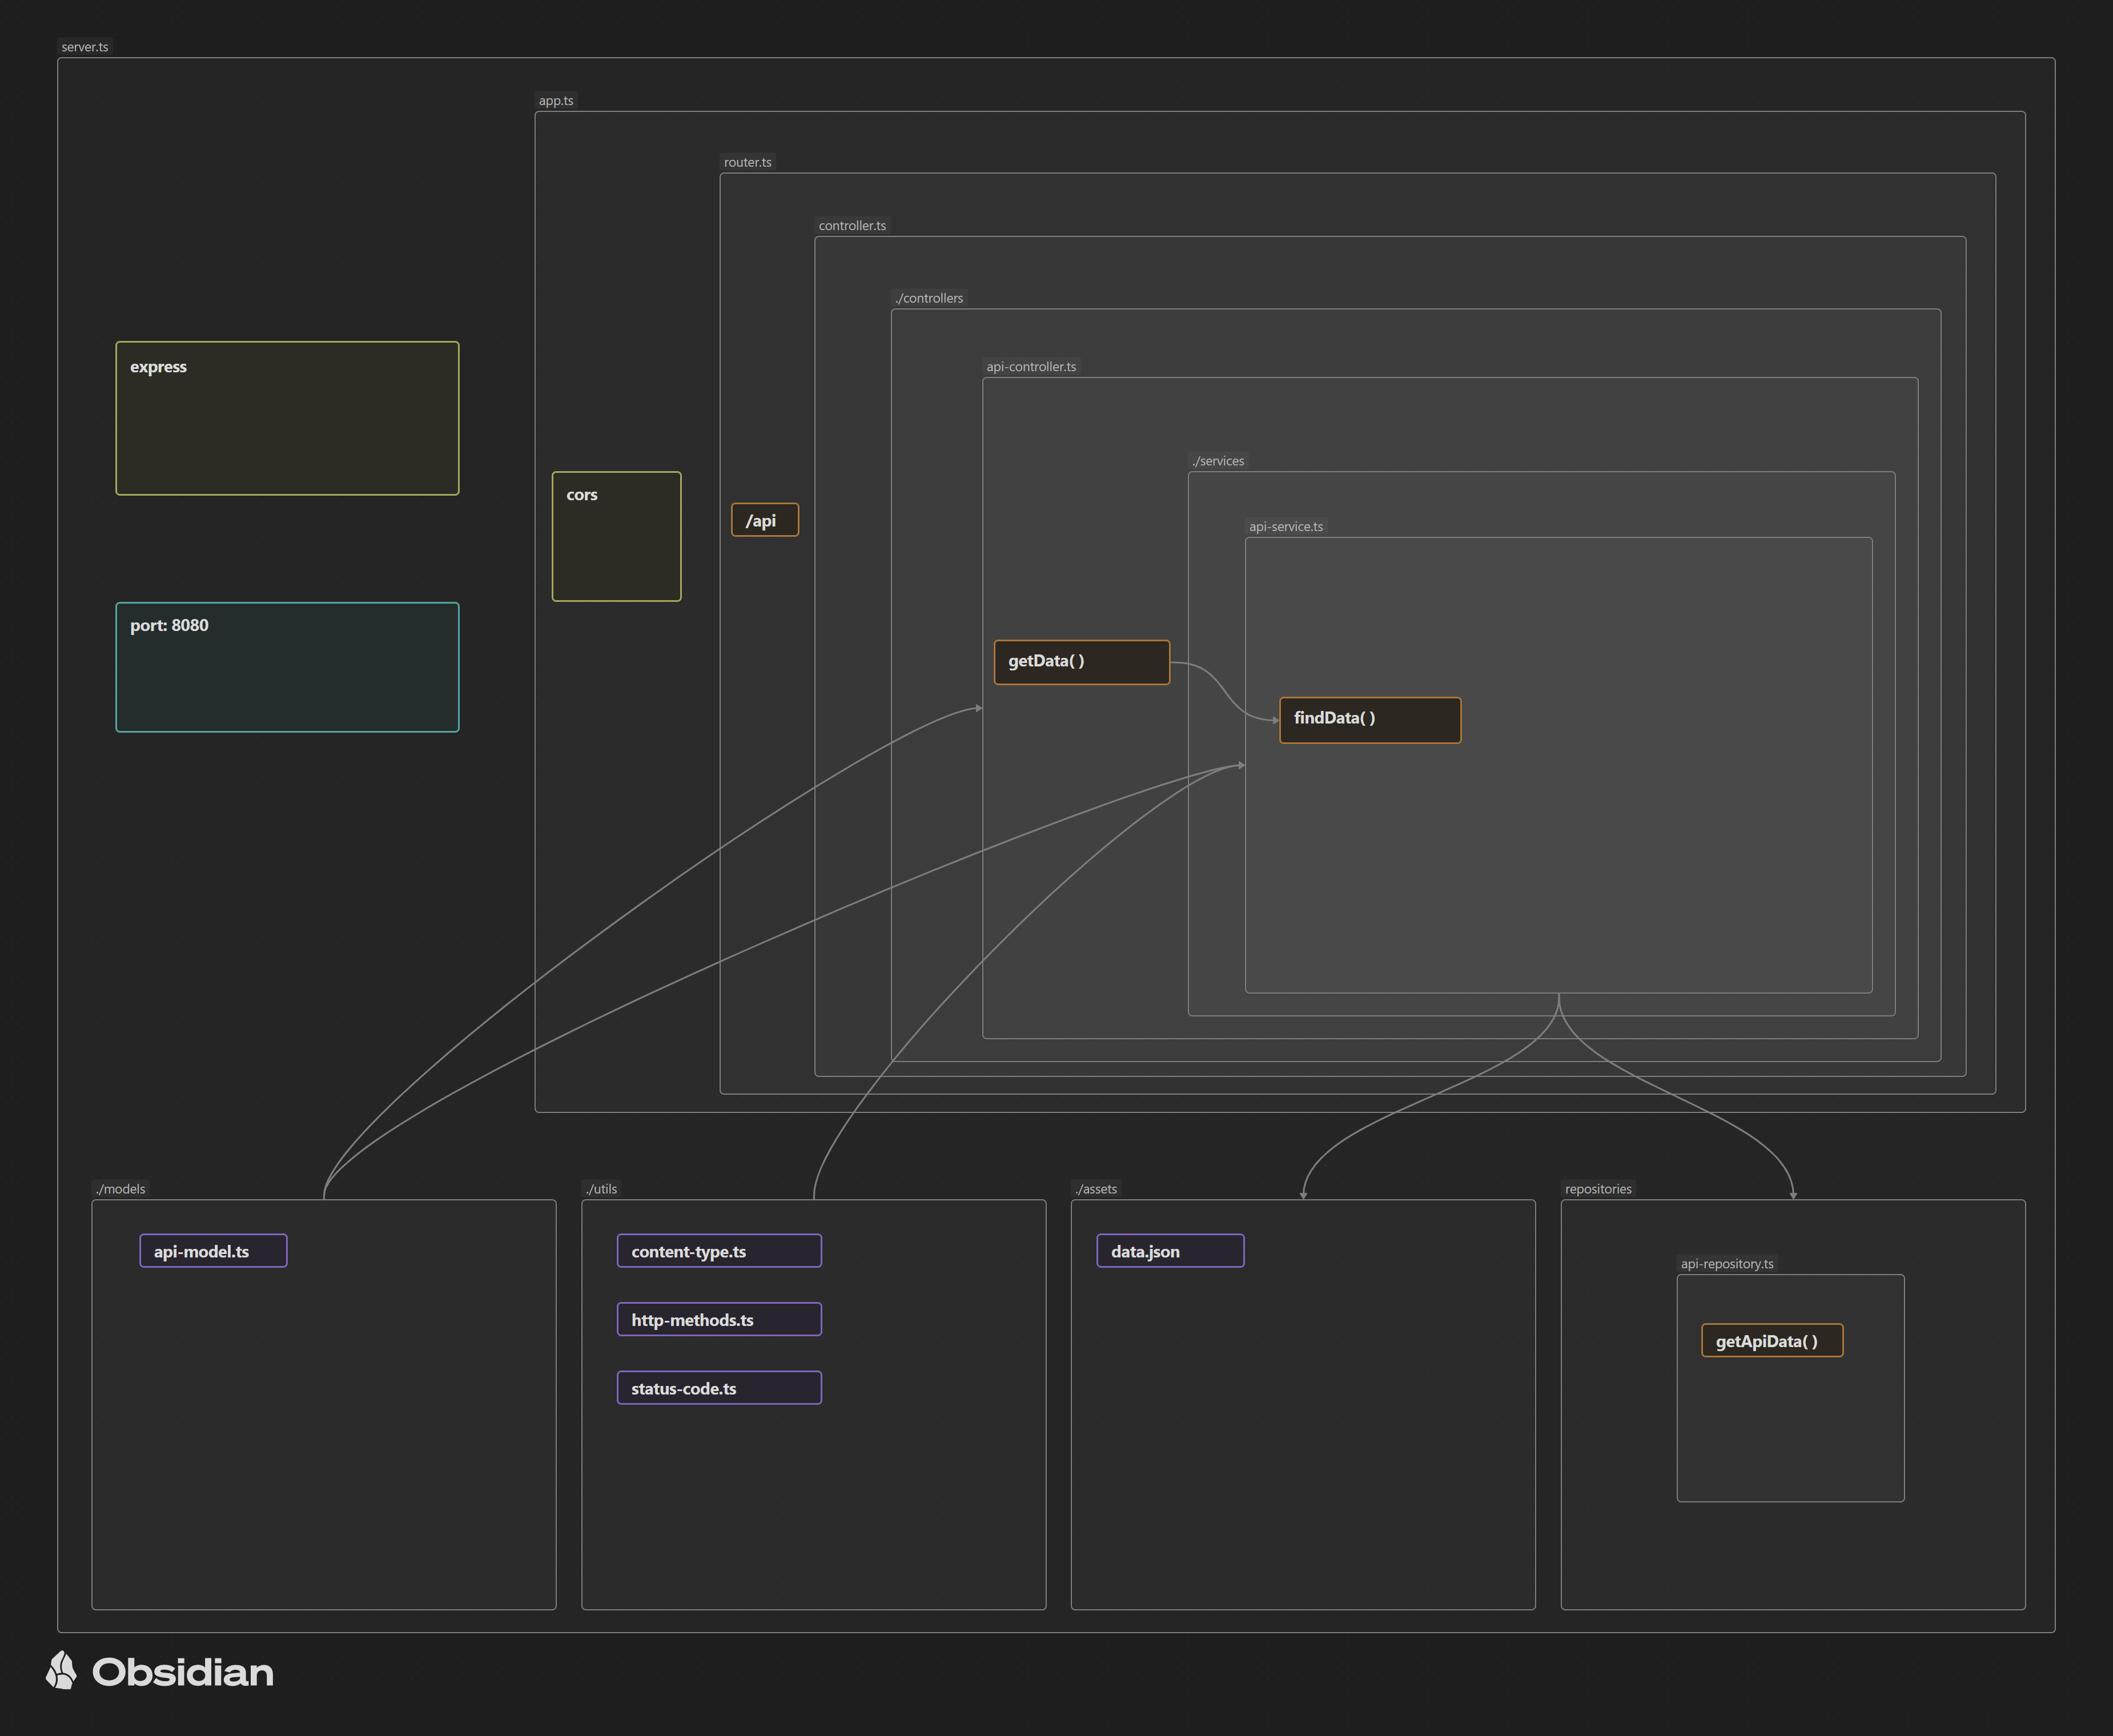 server.ts
app.ts
router.ts
controller.ts
./controllers
api-controller.ts
./services
api-service.ts
express
cors
/api
port: 8080
getData( )
findData( )
./models
api-model.ts
./utils
content-type.ts
http-methods.ts
status-code.ts
./assets
data.json
repositories
api-repository.ts
getApiData( )
Obsidian